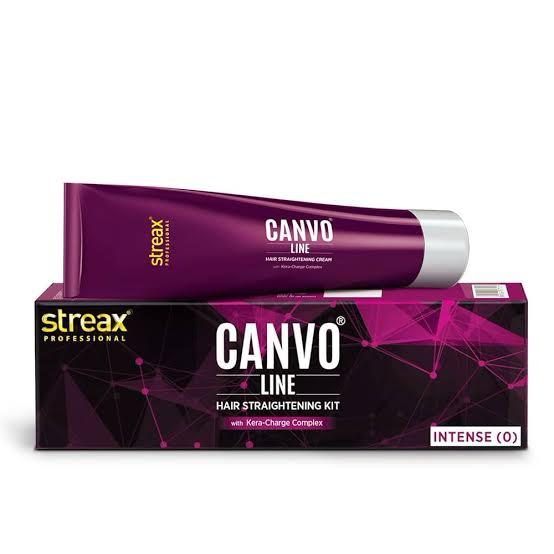 streax®
PROFESSIONAL
CANVO®
LINE
HAIR STRAIGHTENING CREAM
with Kera-Charge Complex
streax®
PROFESSIONAL
CANVO®
LINE
HAIR STRAIGHTENING KIT
with Kera-Charge Complex
INTENSE (O)